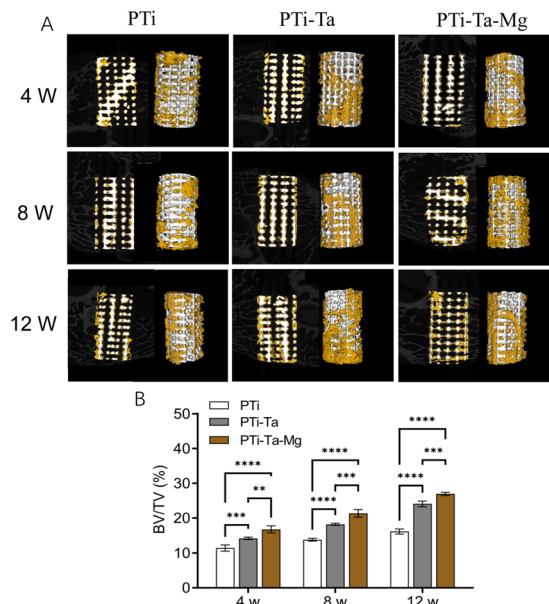 A
PTi
PTi-Ta
PTi-Ta-Mg
4 W
8 W
12 W
B
BV/TV (%)
50
40
30
20
10
0
PTi
PTi-Ta
PTi-Ta-Mg
****
***
**
****
****
***
****
****
***
4 w
8 w
12 w